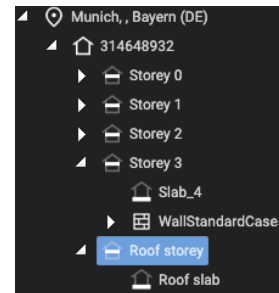 Munich, , Bayern (DE)
314648932
Storey 0
Storey 1
Storey 2
Storey 3
Slab_4
WallStandardCase
Roof storey
Roof slab